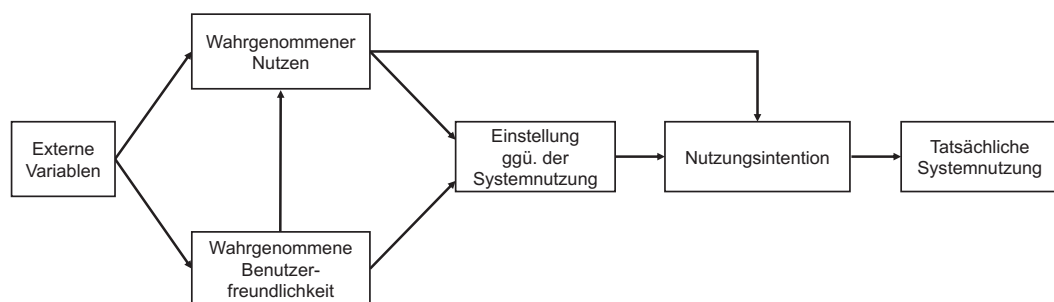 Wahrgenommener
Nutzen
Externe
Variablen
Einstellung
ggü. der
Systemnutzung
Nutzungsintention
Tatsächliche
Systemnutzung
Wahrgenommene
Benutzer-
freundlichkeit